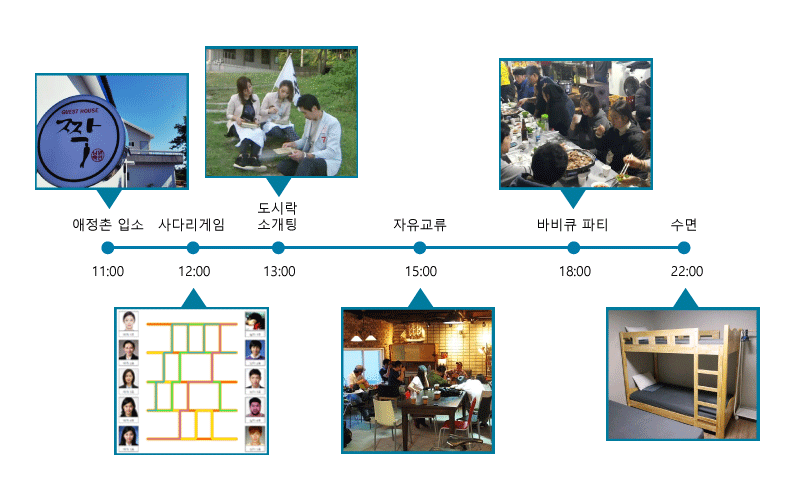 GUEST HOUSE
짝
7
애정촌 입소
사다리게임
도시락
소개팅
자유교류
바비큐 파티
수면
11:00
12:00
13:00
15:00
18:00
22:00